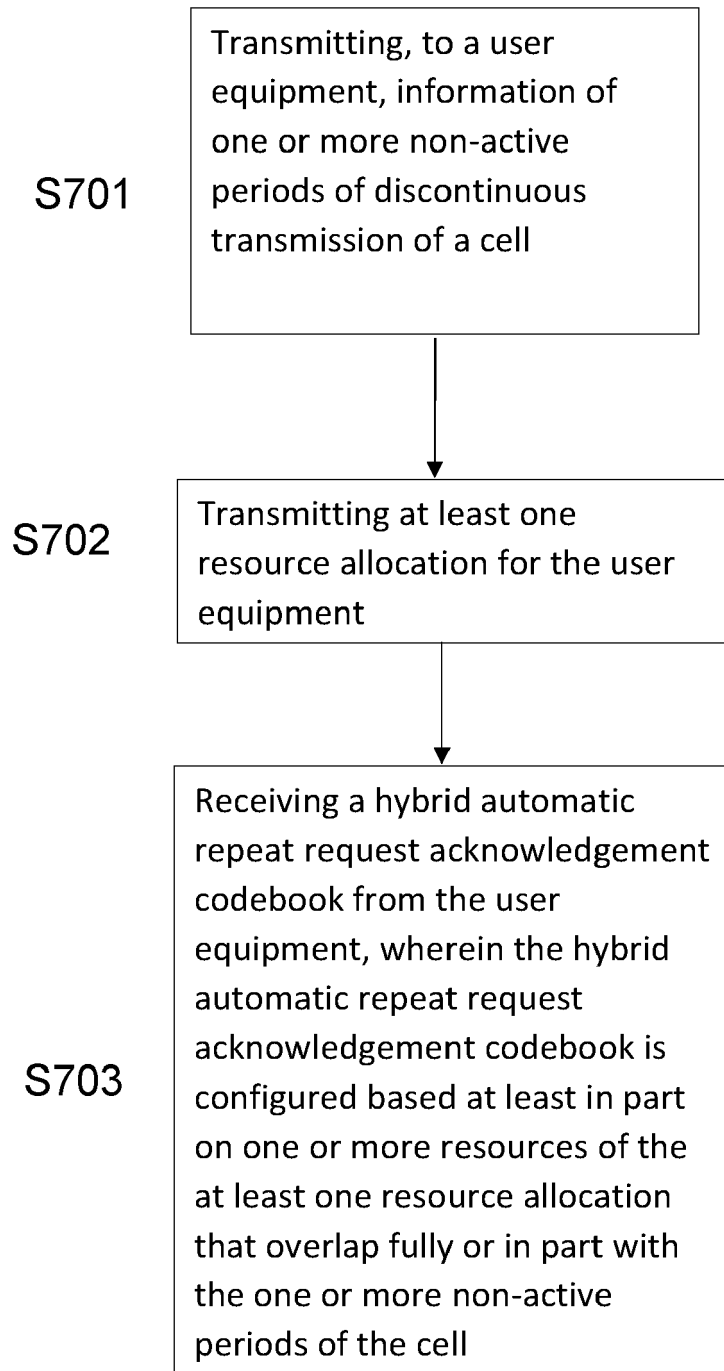 Transmitting, to a user
equipment, information of
one or more non-active
periods of discontinuous
transmission of a cell
S701
Transmitting at least one
resource allocation for the user
equipment
S702
Receiving a hybrid automatic
repeat request acknowledgement
codebook from the user
equipment, wherein the hybrid
automatic repeat request
acknowledgement codebook is
configured based at least in part
on one or more resources of the
at least one resource allocation
that overlap fully or in part with
the one or more non-active
periods of the cell
S703